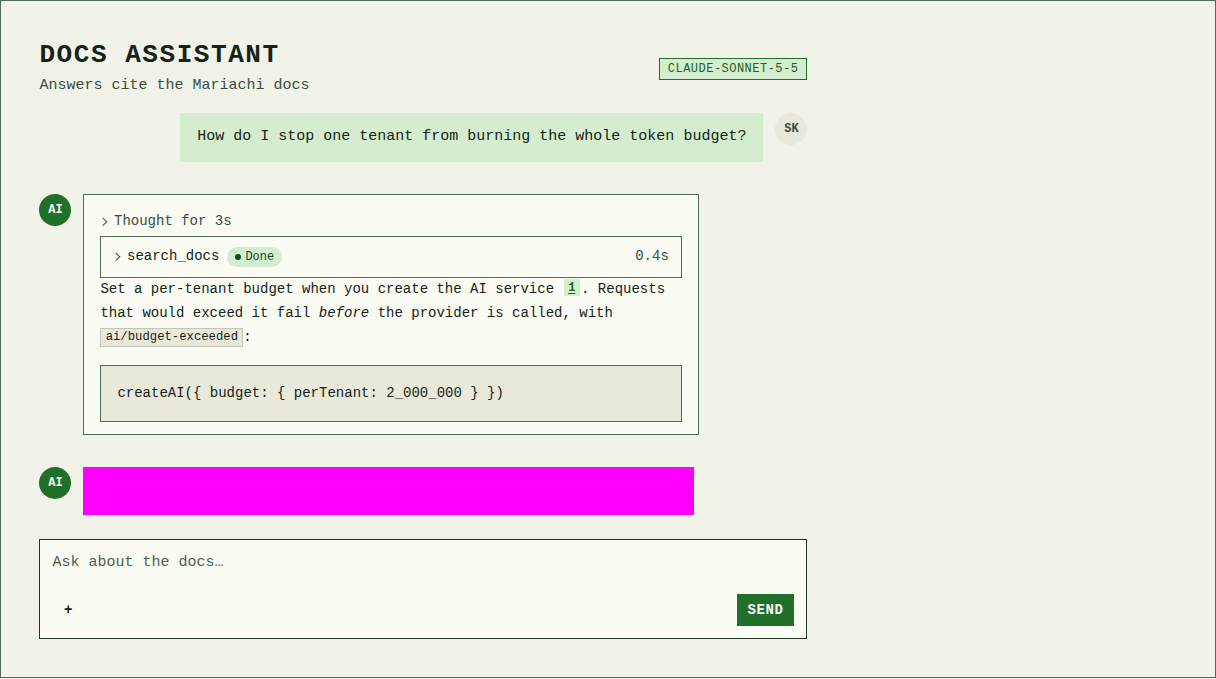 DOCS ASSISTANT
Answers cite the Mariachi docs
CLAUDE-SONNET-5-5
How do I stop one tenant from burning the whole token budget?
SK
AI
Thought for 3s
search_docs Done 0.4s
Set a per-tenant budget when you create the AI service 1. Requests
that would exceed it fail before the provider is called, with
ai/budget-exceeded:
createAI({ budget: { perTenant: 2_000_000 } })
AI
Ask about the docs…
+
SEND